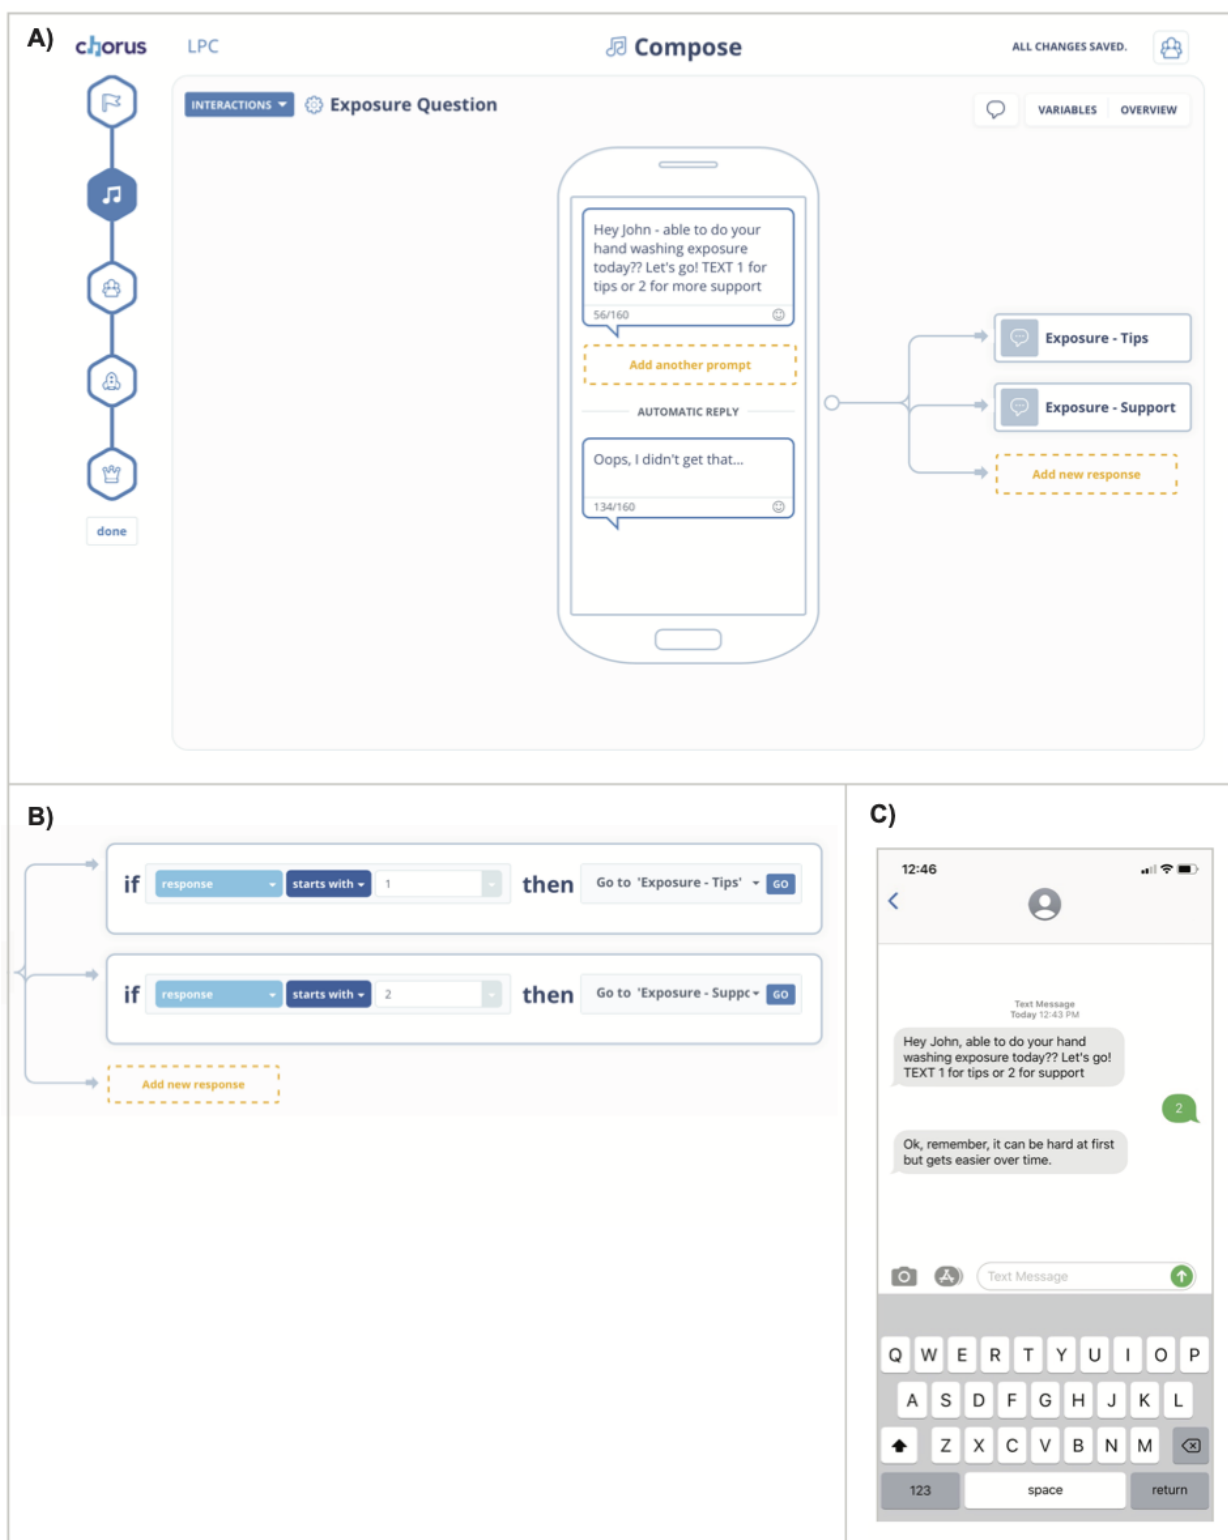 A)
chorus
LPC
Compose
ALL CHANGES SAVED.
INTERACTIONS
Exposure Question
VARIABLES
OVERVIEW
Hey John - able to do your
hand washing exposure
today?? Let's go! TEXT 1 for
tips or 2 for more support
56/160
Add another prompt
AUTOMATIC REPLY
Oops, I didn't get that...
134/160
Exposure - Tips
Exposure - Support
Add new response
done
B)
if response starts with 1 then Go to 'Exposure - Tips' GO
if response starts with 2 then Go to 'Exposure - Suppc GO
Add new response
C)
12:46
Text Message
Today 12:43 PM
Hey John, able to do your hand
washing exposure today?? Let's go!
TEXT 1 for tips or 2 for support
2
Ok, remember, it can be hard at first
but gets easier over time.
Text Message
Q W E R T Y U I O P
A S D F G H J K L
Z X C V B N M
123 space return